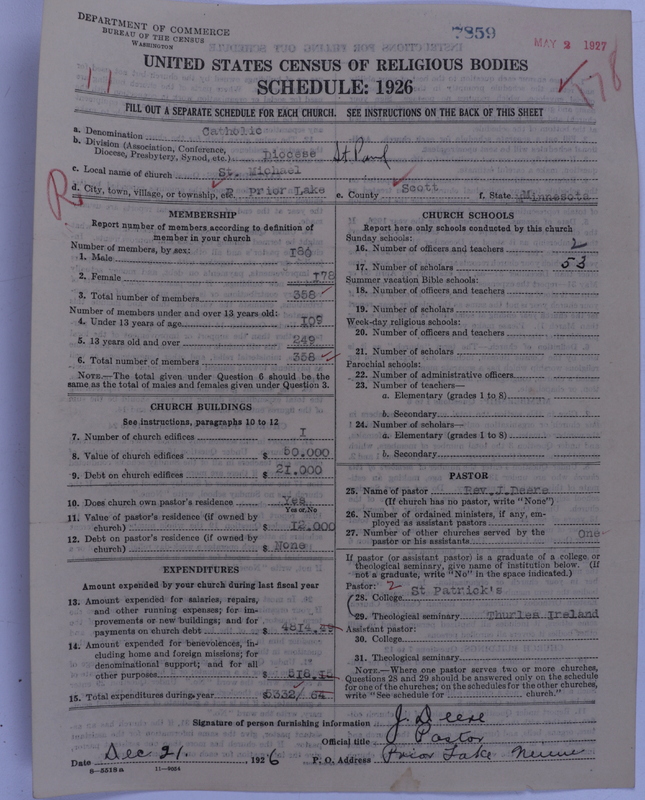 DEPARTMENT OF COMMERCE
BUREAU OF THE CENSUS
WASHINGTON
7859
MAY 2 1927
11
178
UNITED STATES CENSUS OF RELIGIOUS BODIES
SCHEDULE: 1926
FILL OUT A SEPARATE SCHEDULE FOR EACH CHURCH. SEE INSTRUCTIONS ON THE BACK OF THIS SHEET
a. Denomination Catholic
b. Division (Association, Conference,
Diocese, Presbytery, Synod, etc.) Diocese St. Paul
c. Local name of church St. Michael
R
d. City, town, village, or township, etc. R Prior Lake e. County Scott f. State Minnesota
MEMBERSHIP
Report number of members according to definition of
member in your church
Number of members, by sex:
1. Male 180
2. Female 178
3. Total number of members 358
Number of members under and over 13 years old:
4. Under 13 years of age 109
5. 13 years old and over 249
6. Total number of members 358
NOTE.—The total given under Question 6 should be the
same as the total of males and females given under Question 3.
CHURCH BUILDINGS
See instructions, paragraphs 10 to 12
7. Number of church edifices 1
8. Value of church edifices $ 50.000
9. Debt on church edifices $ 21.000
10. Does church own pastor's residence Yes
Yes or No
11. Value of pastor's residence (if owned by
church) $ 12.000
12. Debt on pastor's residence (if owned by
church) $ None
EXPENDITURES
Amount expended by your church during last fiscal year
13. Amount expended for salaries, repairs,
and other running expenses; for im-
provements or new buildings; and for
payments on church debt $ 4814.
14. Amount expended for benevolences, in-
cluding home and foreign missions; for
denominational support; and for all
other purposes $ 518.
15. Total expenditures during year $ 5332/64
CHURCH SCHOOLS
Report here only schools conducted by this church
Sunday schools:
16. Number of officers and teachers 2
17. Number of scholars 53
Summer vacation Bible schools:
18. Number of officers and teachers
19. Number of scholars
Week-day religious schools:
20. Number of officers and teachers
21. Number of scholars
Parochial schools:
22. Number of administrative officers
23. Number of teachers—
a. Elementary (grades 1 to 8)
b. Secondary
24. Number of scholars—
a. Elementary (grades 1 to 8)
b. Secondary
PASTOR
25. Name of pastor Rev. J. Deere
(If church has no pastor, write "None")
26. Number of ordained ministers, if any, em-
ployed as assistant pastors
27. Number of other churches served by the
pastor or his assistants One
If pastor (or assistant pastor) is a graduate of a college or
theological seminary, give name of institution below. (If
not a graduate, write "No" in the space indicated.)
Pastor: 2
28. College St Patrick's
29. Theological seminary Thurles Ireland
Assistant pastor:
30. College
31. Theological seminary
NOTE.—Where one pastor serves two or more churches,
Questions 28 and 29 should be answered only on the schedule
for one of the churches; on the schedules for the other churches,
write "See schedule for church."
Signature of person furnishing information J. Deere
Official title Pastor
Date Dec 21. 1926 P. O. Address Prior Lake Minn
8—5518a 11—9054